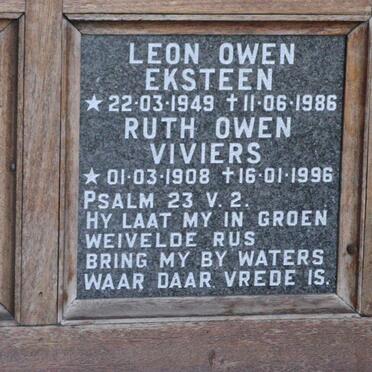 LEON OWEN
EKSTEEN
★ 22·03·1949 ✝ 11·06·1986
RUTH OWEN
VIVIERS
★ 01·03·1908 ✝ 16·01·1996
PSALM 23 V. 2.
HY LAAT MY IN GROEN
WEIVELDE RUS
BRING MY BY WATERS
WAAR DAAR VREDE IS.